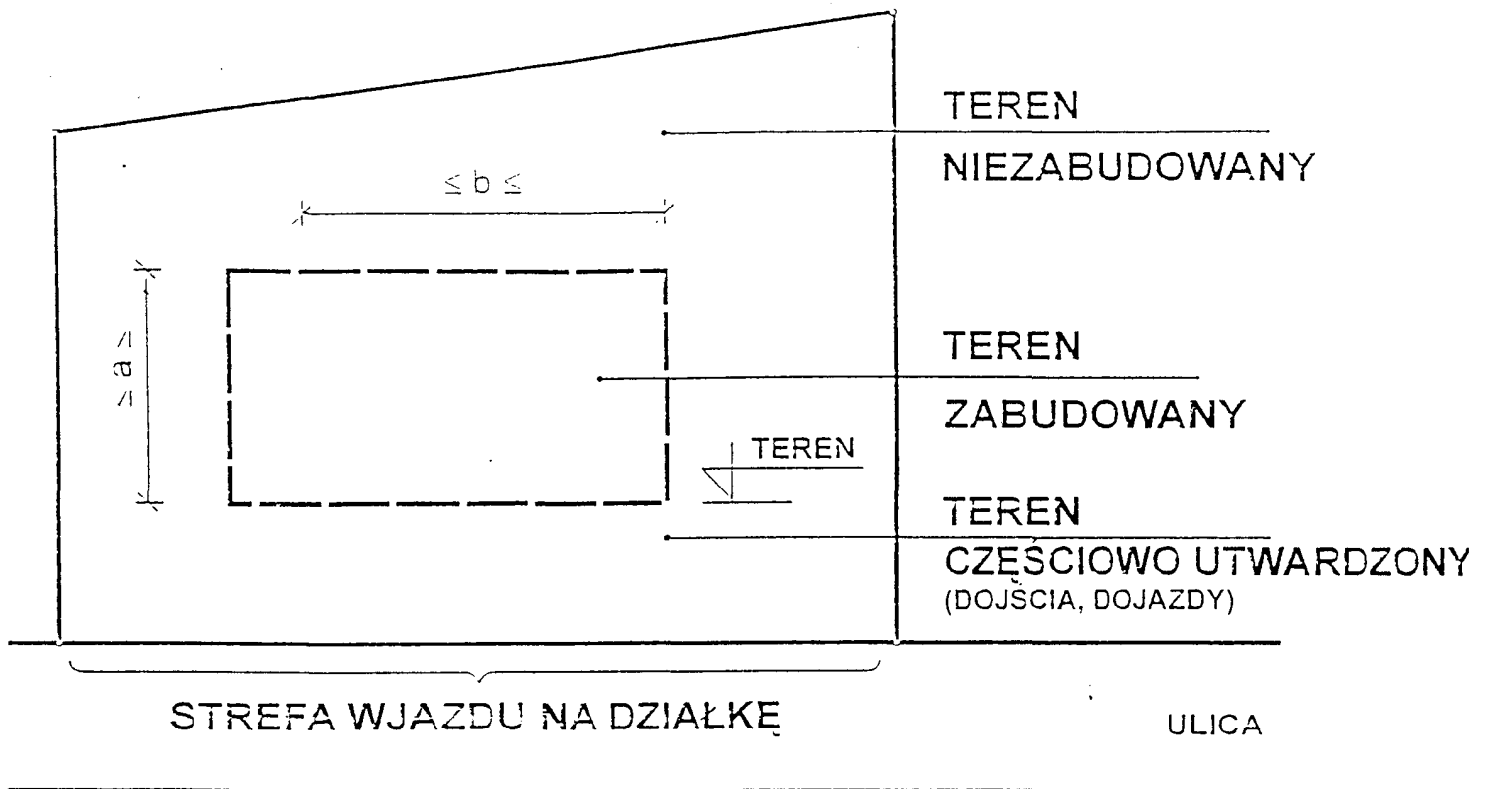 TEREN
NIEZABUDOWANY
≤ b ≤
≤ a ≤
TEREN
ZABUDOWANY
TEREN
TEREN
CZĘŚCIOWO UTWARDZONY
(DOJŚCIA, DOJAZDY)
STREFA WJAZDU NA DZIAŁKĘ
ULICA